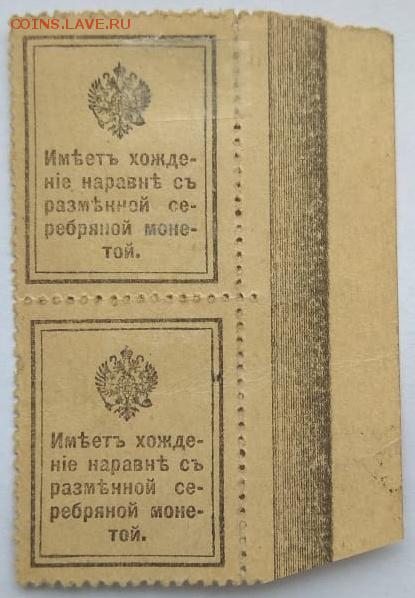 COINS.LAVE.RU
Имѣетъ хожде-
ніе наравнѣ съ
размѣнной се-
ребряной моне-
той.
Имѣетъ хожде-
ніе наравнѣ съ
размѣнной се-
ребряной моне-
той.